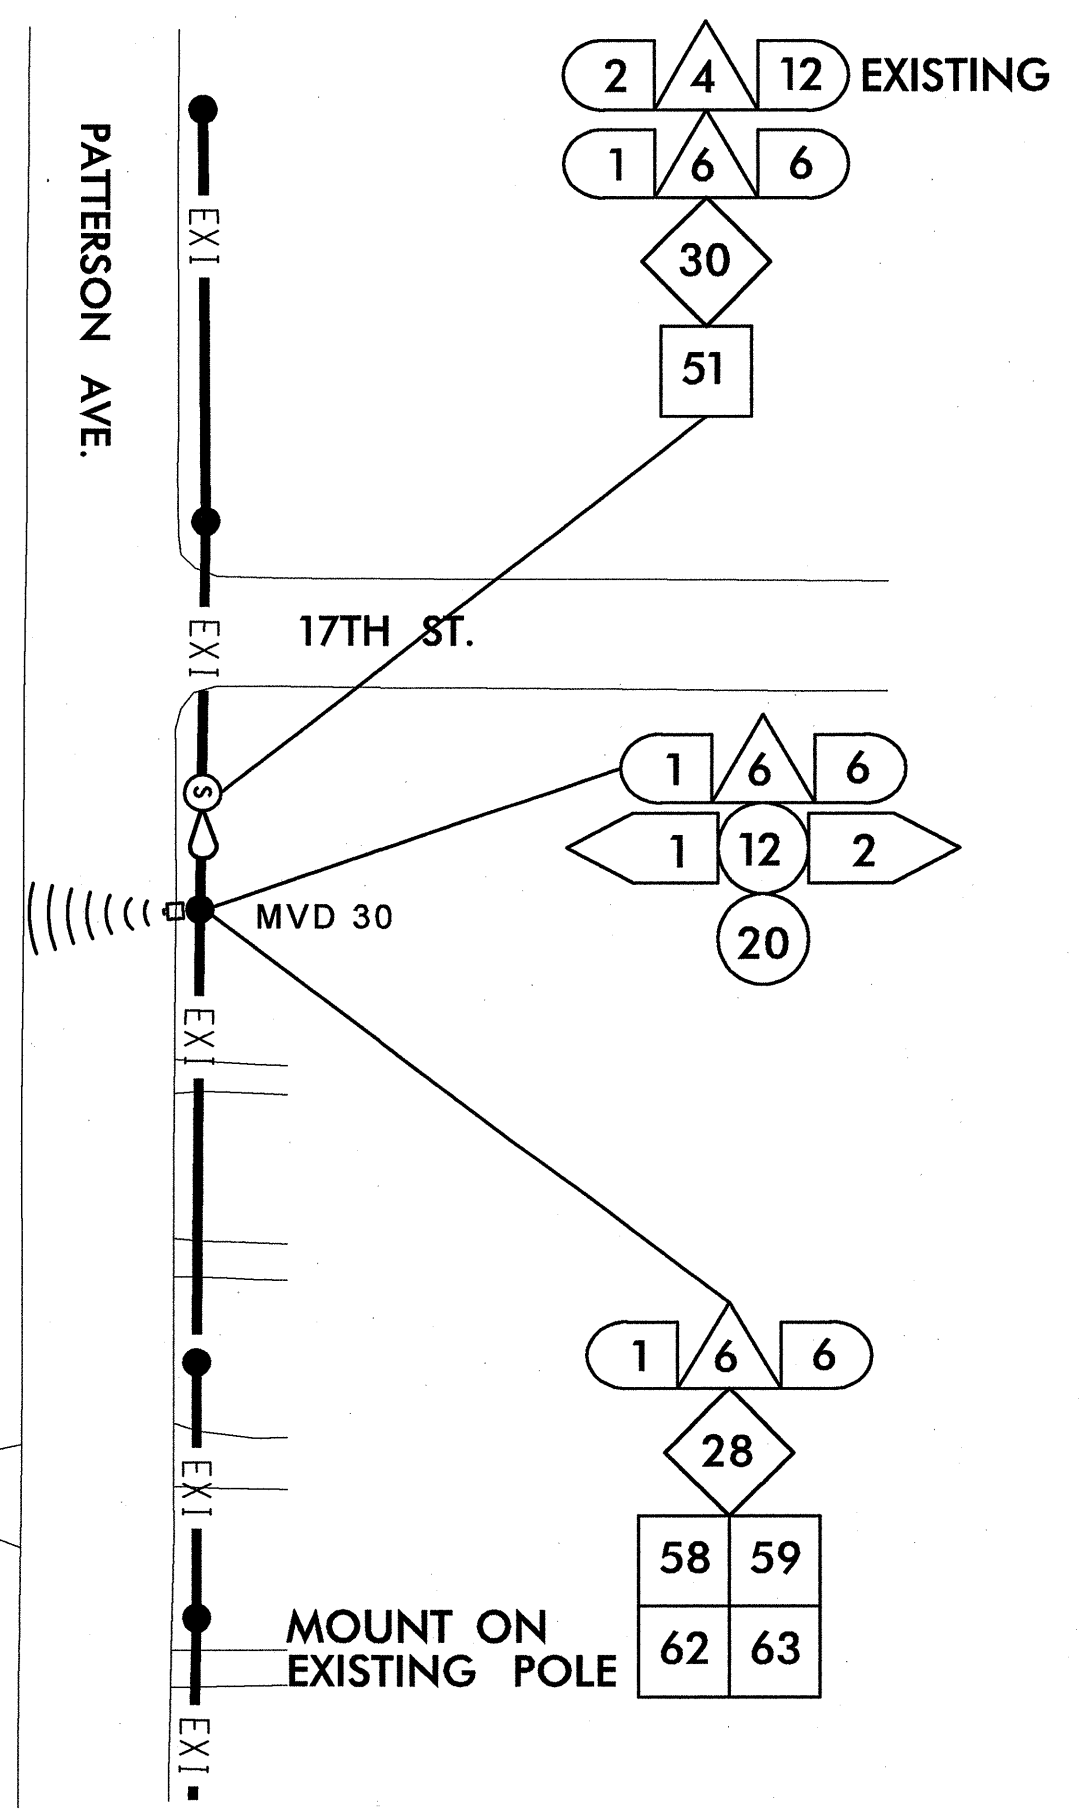 2 4 12 EXISTING
1 6 6
30
51
PATTERSON AVE.
EXI
EXI
17TH ST.
S
1 6 6
1 12 2
20
MVD 30
EXI
1 6 6
28
58 59
62 63
EXI
MOUNT ON
EXISTING POLE
EXI